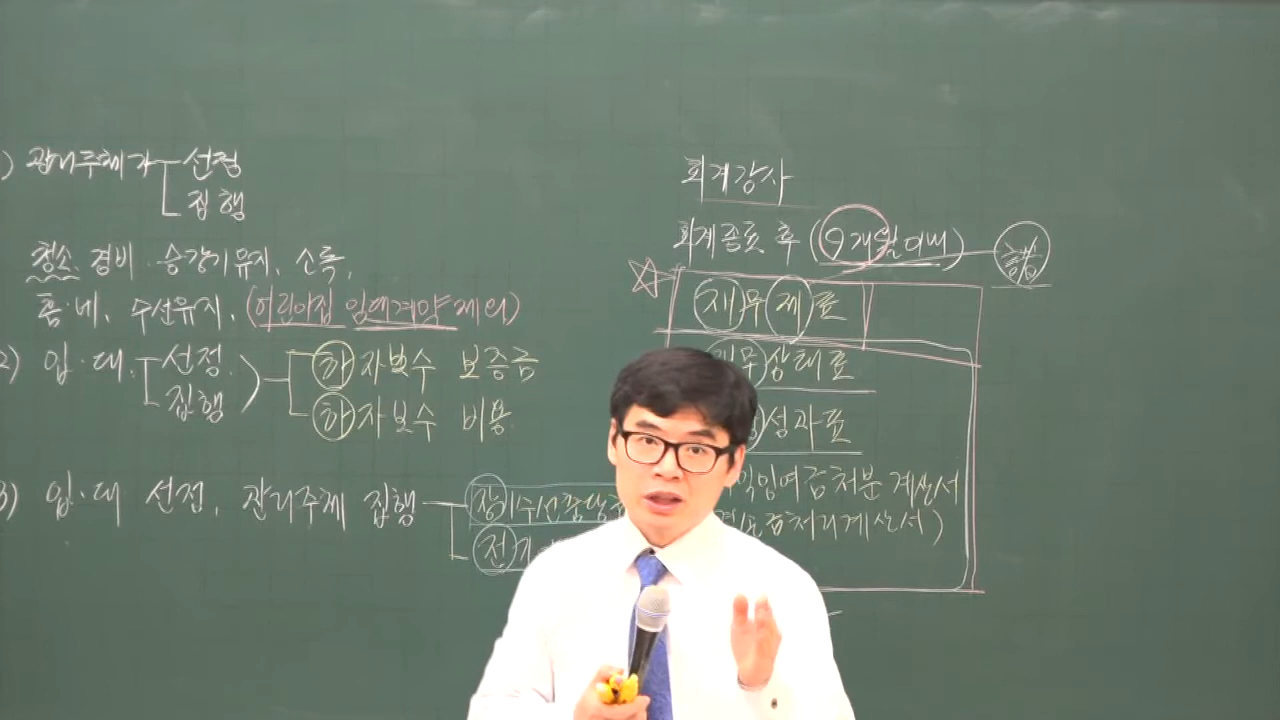 ) 관리주체가 선정
집행
청소. 경비. 승강기유지. 소독,
홈·네. 수선유지. (어린이집 임대계약 제외)
2) 입·대. 선정.
집행
하자보수 보증금
하자보수 비용
3) 입·대 선정, 관리주체 집행
장기수선충당
전기
회계감사
회계종료 후 (9개월이내)
재무제표
재무상태표
성과표
익잉여금처분계산서
결손금처리계산서)